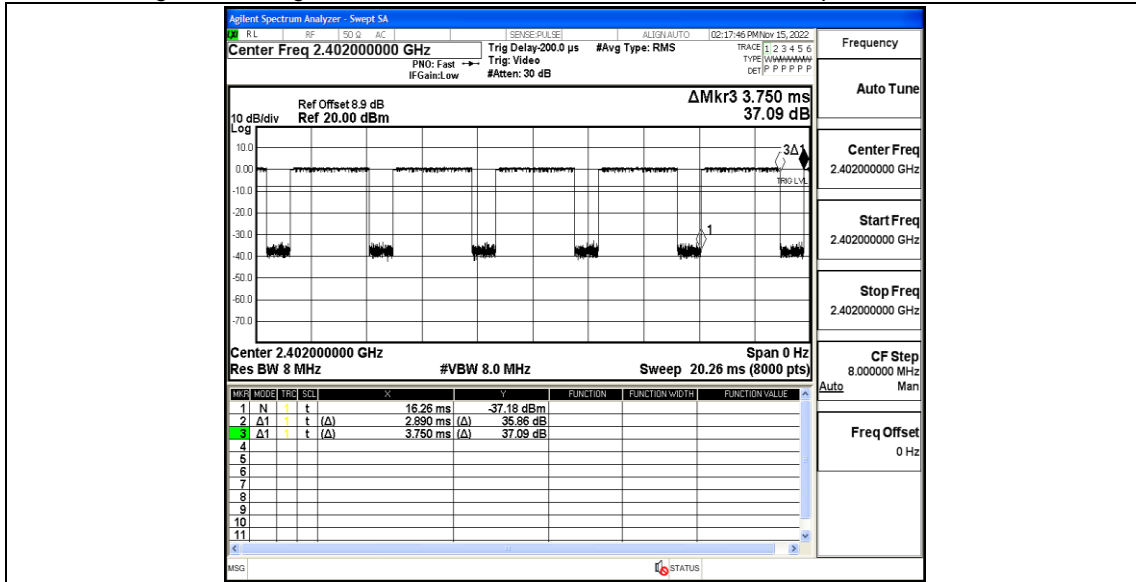 Agilent Spectrum Analyzer - Swept SA
RL RF 50 Ω AC SENSE:PULSE ALIGN AUTO 02:17:46 PM Nov 15, 2022
Center Freq 2.402000000 GHz
PNO: Fast
IFGain:Low
Trig Delay-200.0 µs
Trig: Video
#Atten: 30 dB
#Avg Type: RMS
TRACE 1 2 3 4 5 6
TYPE WWWWWW
DET P P P P P P
Ref Offset 8.9 dB
Ref 20.00 dBm
10 dB/div
Log
ΔMkr3 3.750 ms
37.09 dB
10.0
0.00
-10.0
-20.0
-30.0
-40.0
-50.0
-60.0
-70.0
3Δ1
TRIG LVL
1
Center 2.402000000 GHz Span 0 Hz
Res BW 8 MHz #VBW 8.0 MHz Sweep 20.26 ms (8000 pts)
MKR MODE TRC SCL X Y FUNCTION FUNCTION WIDTH FUNCTION VALUE
1 N 1 t 16.26 ms -37.18 dBm
2 Δ1 1 t (Δ) 2.890 ms (Δ) 35.86 dB
3 Δ1 1 t (Δ) 3.750 ms (Δ) 37.09 dB
4
5
6
7
8
9
10
11
MSG STATUS
Frequency
Auto Tune
Center Freq
2.402000000 GHz
Start Freq
2.402000000 GHz
Stop Freq
2.402000000 GHz
CF Step
8.000000 MHz
Auto Man
Freq Offset
0 Hz